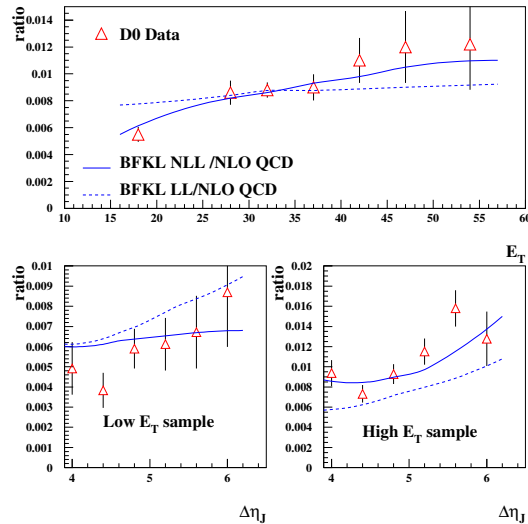 ratio
0.014
0.012
0.01
0.008
0.006
0.004
0.002
0
D0 Data
BFKL NLL /NLO QCD
BFKL LL/NLO QCD
10 15 20 25 30 35 40 45 50 55 60
E_T
ratio
0.01
0.009
0.008
0.007
0.006
0.005
0.004
0.003
0.002
0.001
0
Low E_T sample
4 5 6
Δη_J
ratio
0.02
0.018
0.016
0.014
0.012
0.01
0.008
0.006
0.004
0.002
0
High E_T sample
4 5 6
Δη_J